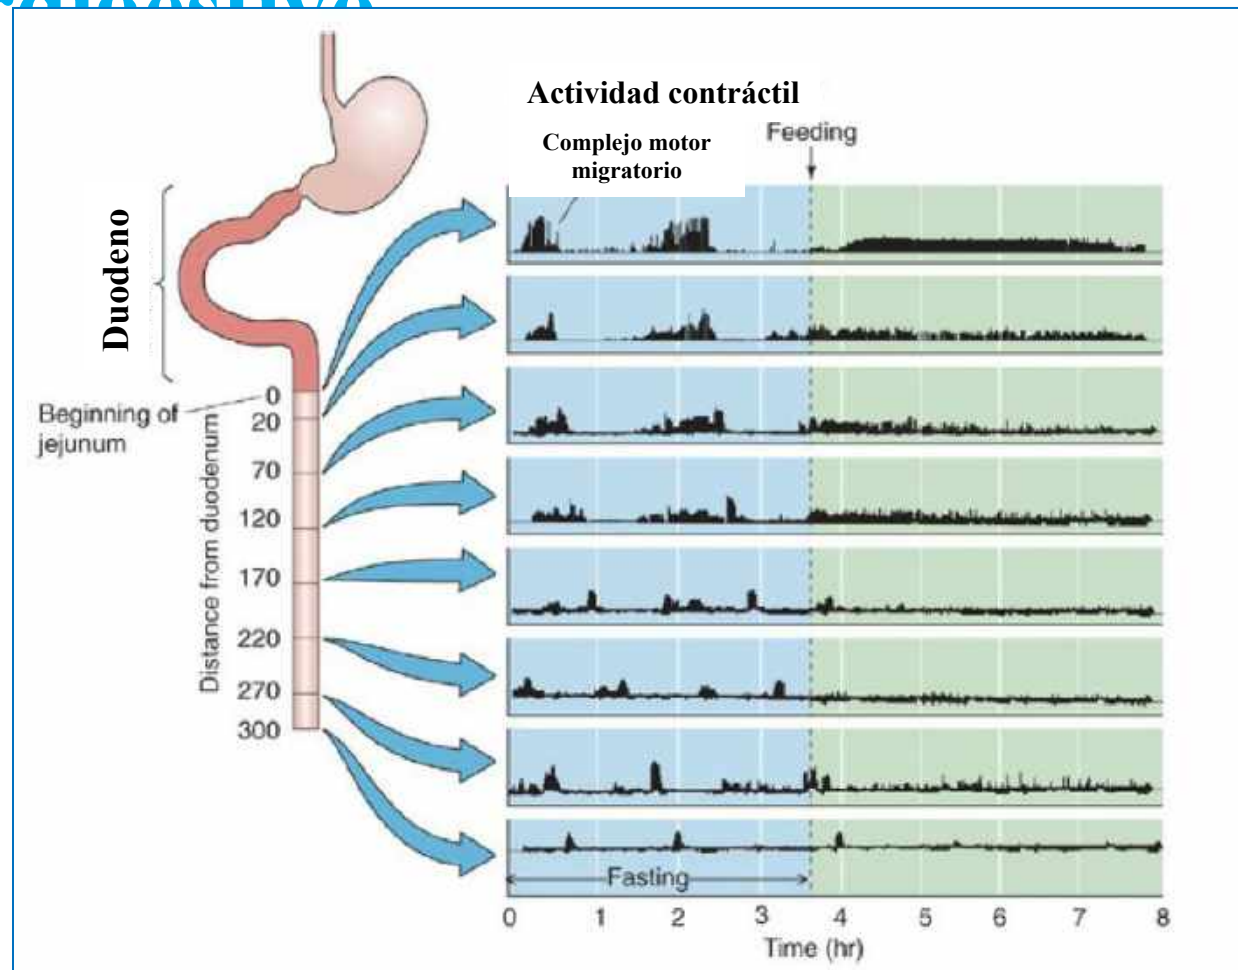 Actividad contráctil
Complejo motor
migratorio
Feeding
Duodeno
Beginning of
jejunum
Distance from duodenum
0
20
70
120
170
220
270
300
Fasting
0 1 2 3 4 5 6 7 8
Time (hr)